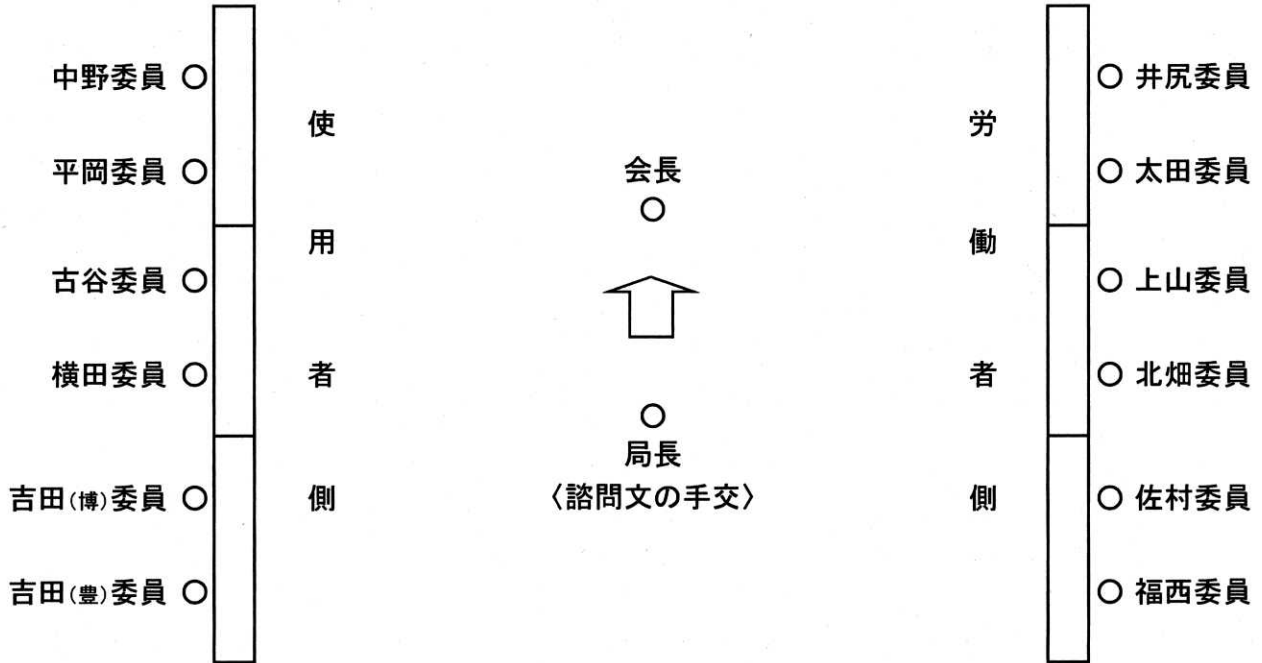 中野委員
平岡委員
古谷委員
横田委員
吉田(博)委員
吉田(豊)委員
使用者側
会長
局長
〈諮問文の手交〉
労働者側
井尻委員
太田委員
上山委員
北畑委員
佐村委員
福西委員